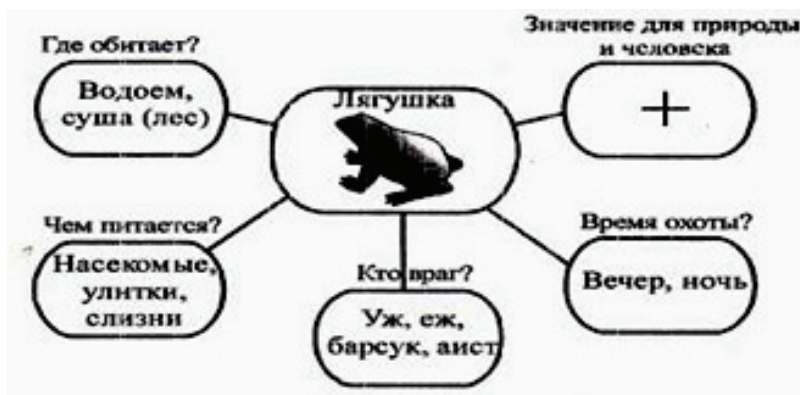 Где обитает?
Водоем,
суша (лес)
Лягушка
Значение для природы
и человека
+
Чем питается?
Насекомые,
улитки,
слизни
Кто враг?
Уж, еж,
барсук, аист
Время охоты?
Вечер, ночь